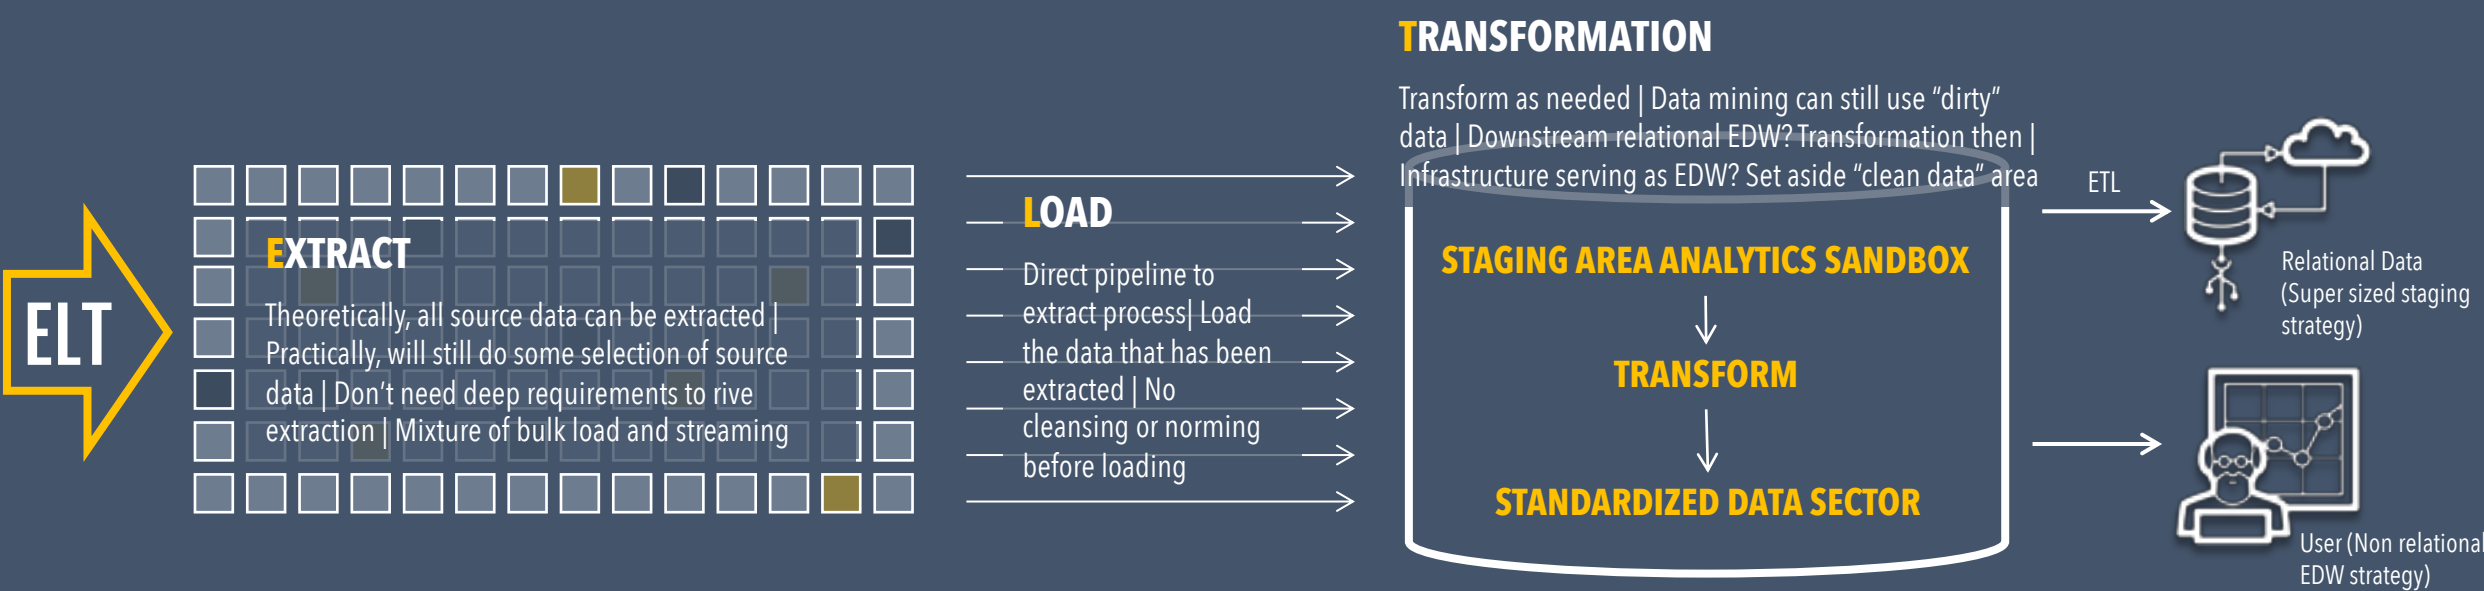 ELT
EXTRACT
Theoretically, all source data can be extracted |
Practically, will still do some selection of source
data | Don't need deep requirements to rive
extraction | Mixture of bulk load and streaming
LOAD
Direct pipeline to
extract process| Load
the data that has been
extracted | No
cleansing or norming
before loading
TRANSFORMATION
Transform as needed | Data mining can still use “dirty”
data | Downstream relational EDW? Transformation then |
Infrastructure serving as EDW? Set aside “clean data” area
STAGING AREA ANALYTICS SANDBOX
TRANSFORM
STANDARDIZED DATA SECTOR
ETL
Relational Data
(Super sized staging
strategy)
User (Non relational
EDW strategy)